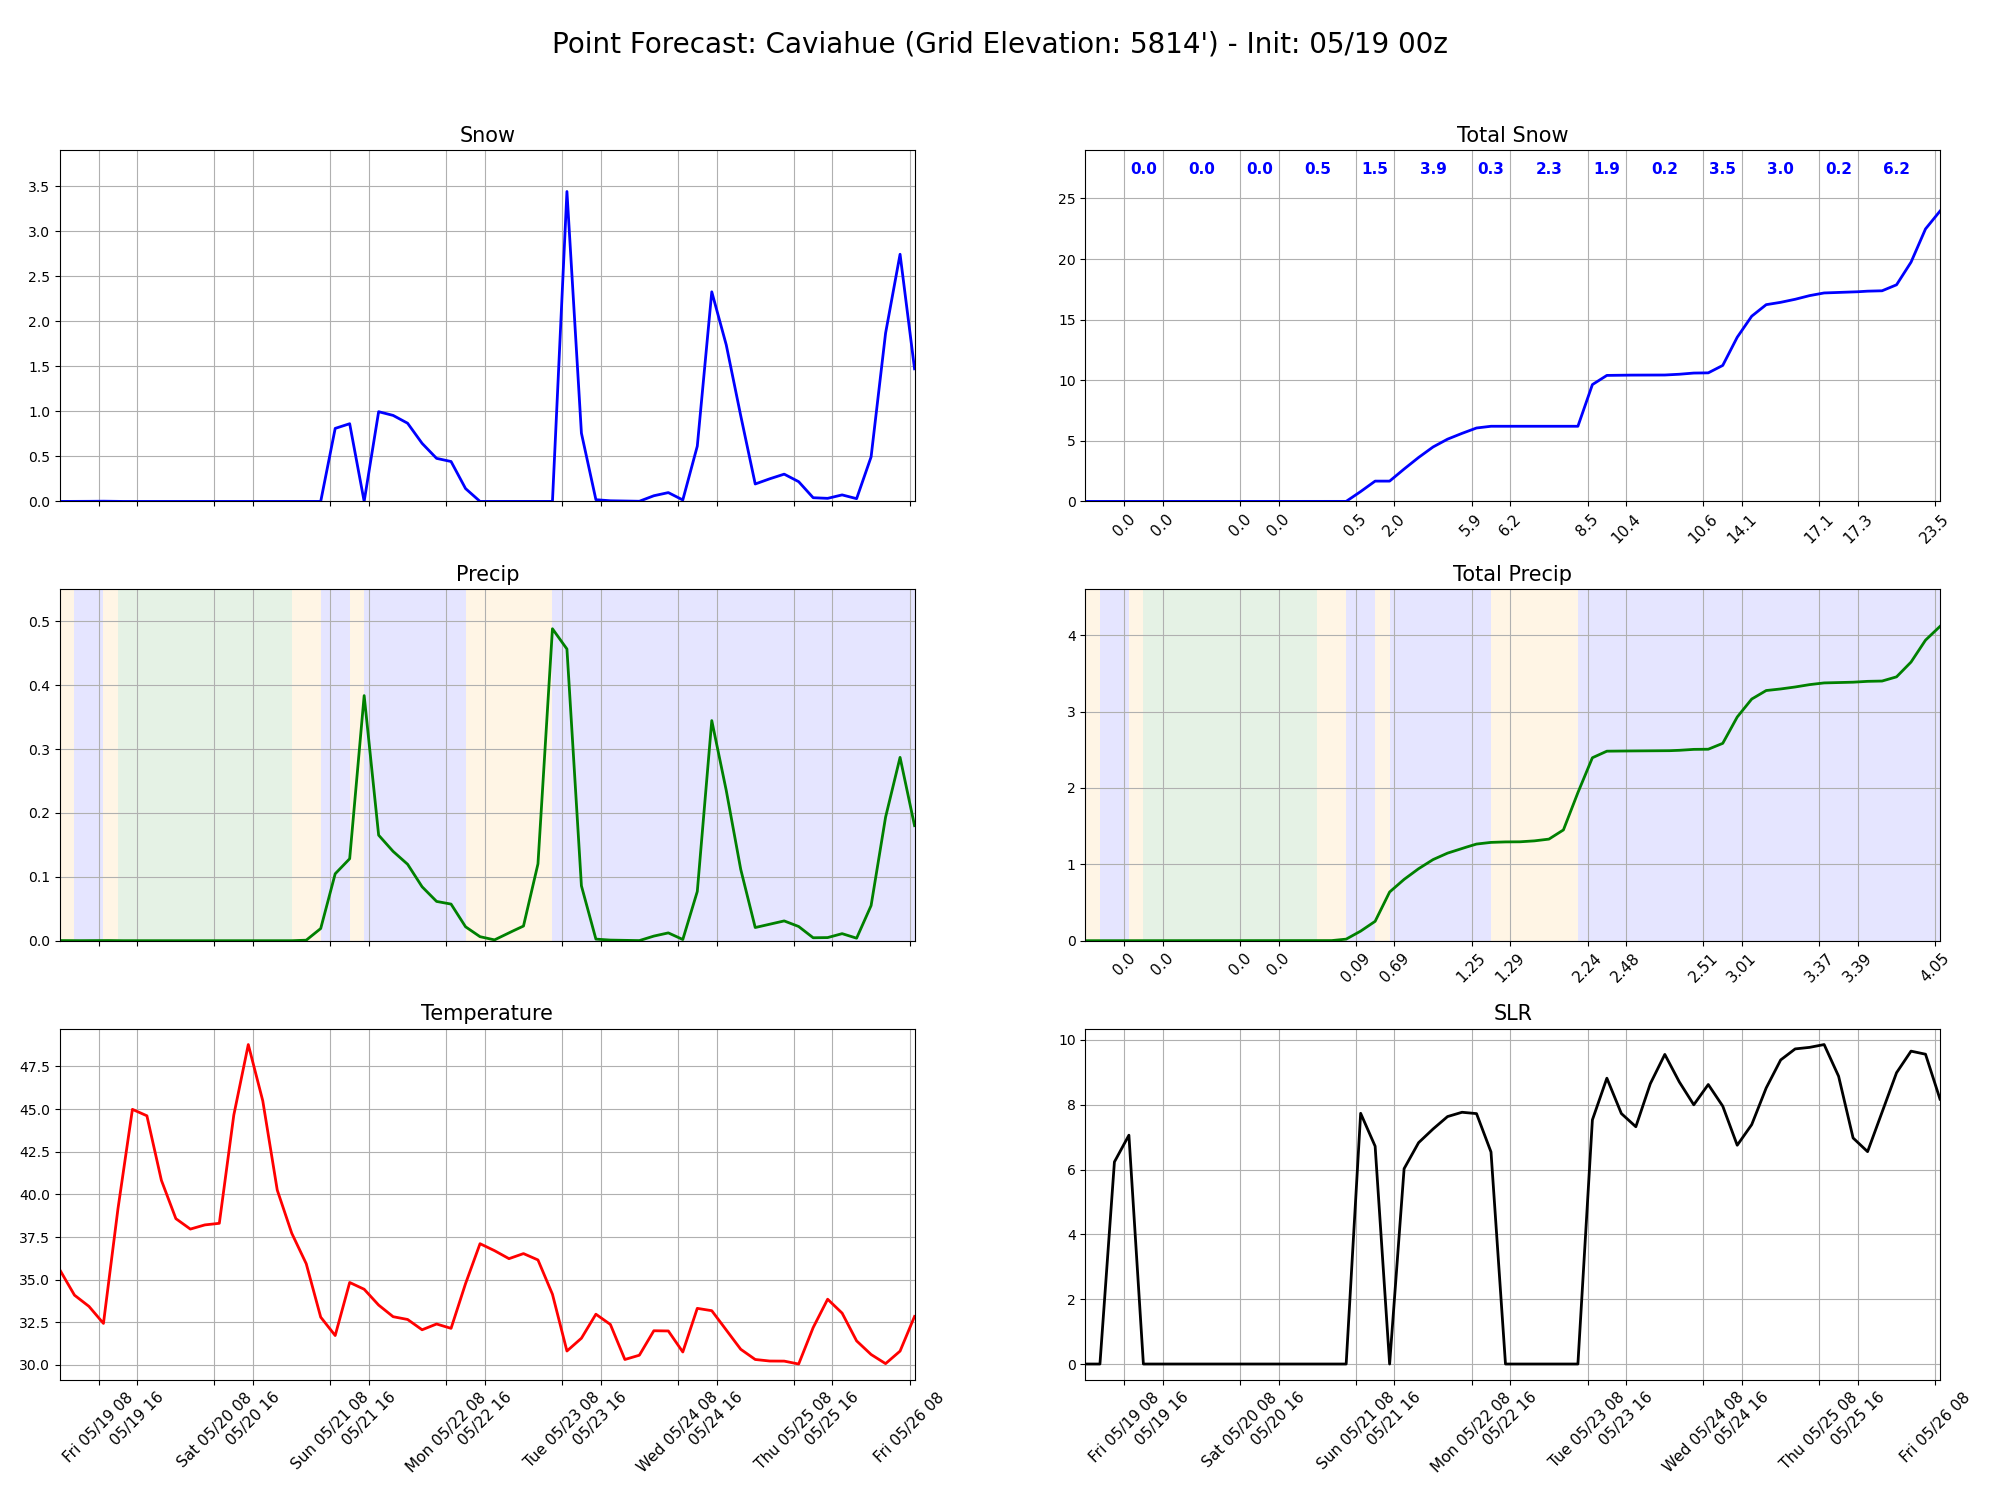 Point Forecast: Caviahue (Grid Elevation: 5814') - Init: 05/19 00z
Snow
3.5
3.0
2.5
2.0
1.5
1.0
0.5
0.0
Total Snow
0.0 0.0 0.0 0.5 1.5 3.9 0.3 2.3 1.9 0.2 3.5 3.0 0.2 6.2
25
20
15
10
5
0
0.0 0.0 0.0 0.0 0.5 2.0 5.9 6.2 8.5 10.4 10.6 14.1 17.1 17.3 23.5
Precip
0.5
0.4
0.3
0.2
0.1
0.0
Total Precip
4
3
2
1
0
0.0 0.0 0.0 0.0 0.09 0.69 1.25 1.29 2.24 2.48 2.51 3.01 3.37 3.39 4.05
Temperature
47.5
45.0
42.5
40.0
37.5
35.0
32.5
30.0
Fri 05/19 08
05/19 16
Sat 05/20 08
05/20 16
Sun 05/21 08
05/21 16
Mon 05/22 08
05/22 16
Tue 05/23 08
05/23 16
Wed 05/24 08
05/24 16
Thu 05/25 08
05/25 16
Fri 05/26 08
SLR
10
8
6
4
2
0
Fri 05/19 08
05/19 16
Sat 05/20 08
05/20 16
Sun 05/21 08
05/21 16
Mon 05/22 08
05/22 16
Tue 05/23 08
05/23 16
Wed 05/24 08
05/24 16
Thu 05/25 08
05/25 16
Fri 05/26 08